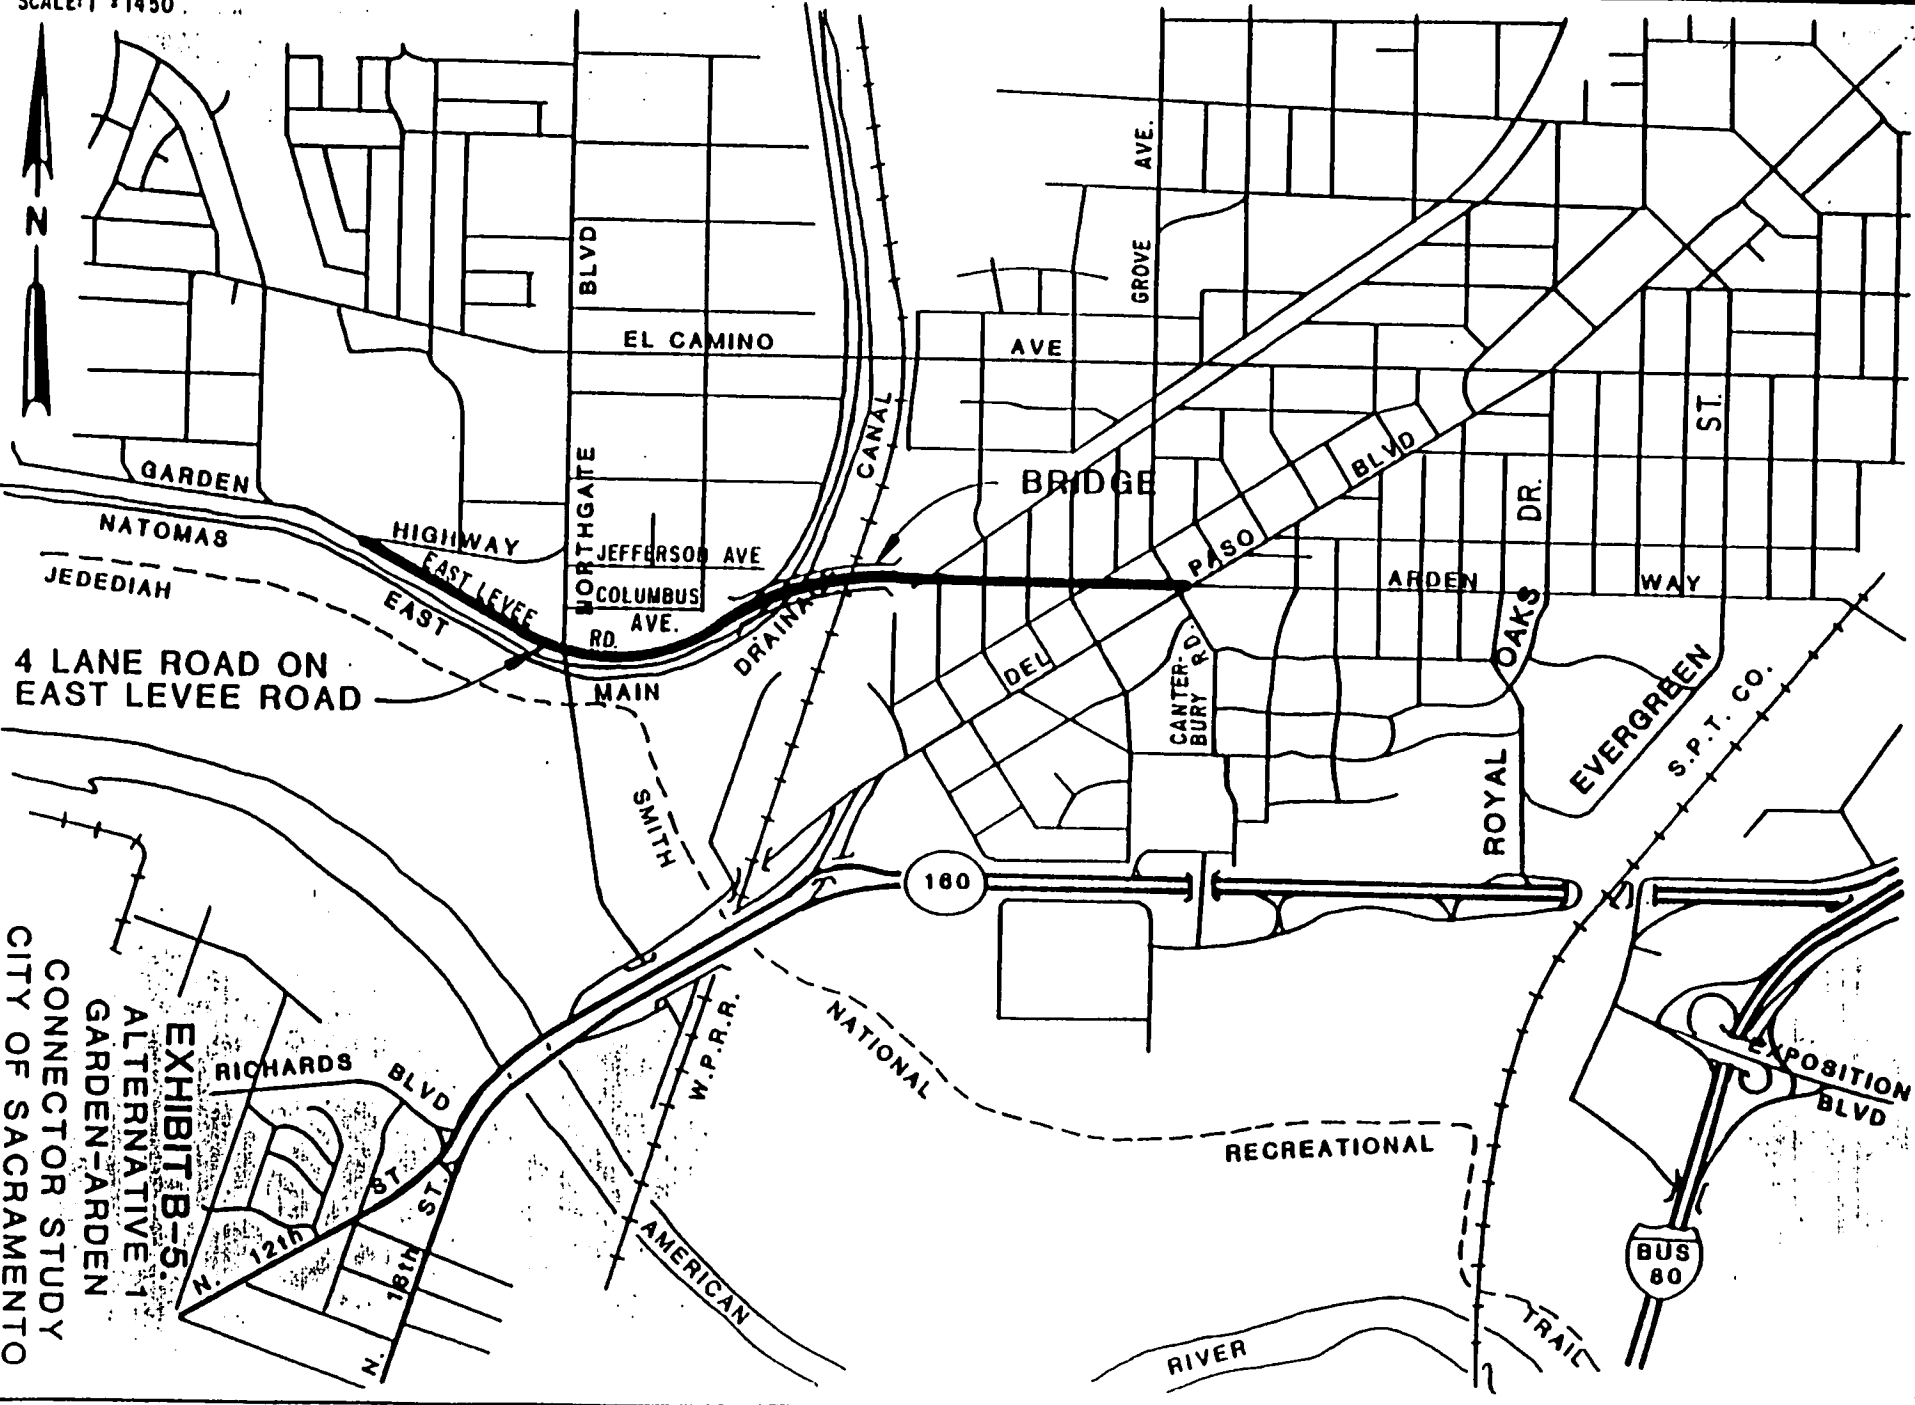 SCALE: 1"=1450'
N
BLVD
GROVE AVE.
EL CAMINO AVE
CANAL
GARDEN HIGHWAY
NORTHGATE
BRIDGE
BLVD
ST.
DR.
NATOMAS
JEDEDIAH
EAST LEVEE RD.
EAST
JEFFERSON AVE
COLUMBUS
AVE.
PASO
ARDEN WAY
OAKS
4 LANE ROAD ON
EAST LEVEE ROAD
MAIN
DRAINAGE
DEL
CANTER-
BURY RD.
EVERGREEN
S.P.T. CO.
SMITH
ROYAL
160
W.P.R.R.
NATIONAL
RECREATIONAL
EXPOSITION
BLVD
RICHARDS BLVD
N. 12th ST.
N. 16th ST.
AMERICAN
RIVER
TRAIL
BUS
80
EXHIBIT B-5.
ALTERNATIVE 1
GARDEN-ARDEN
CONNECTOR STUDY
CITY OF SACRAMENTO